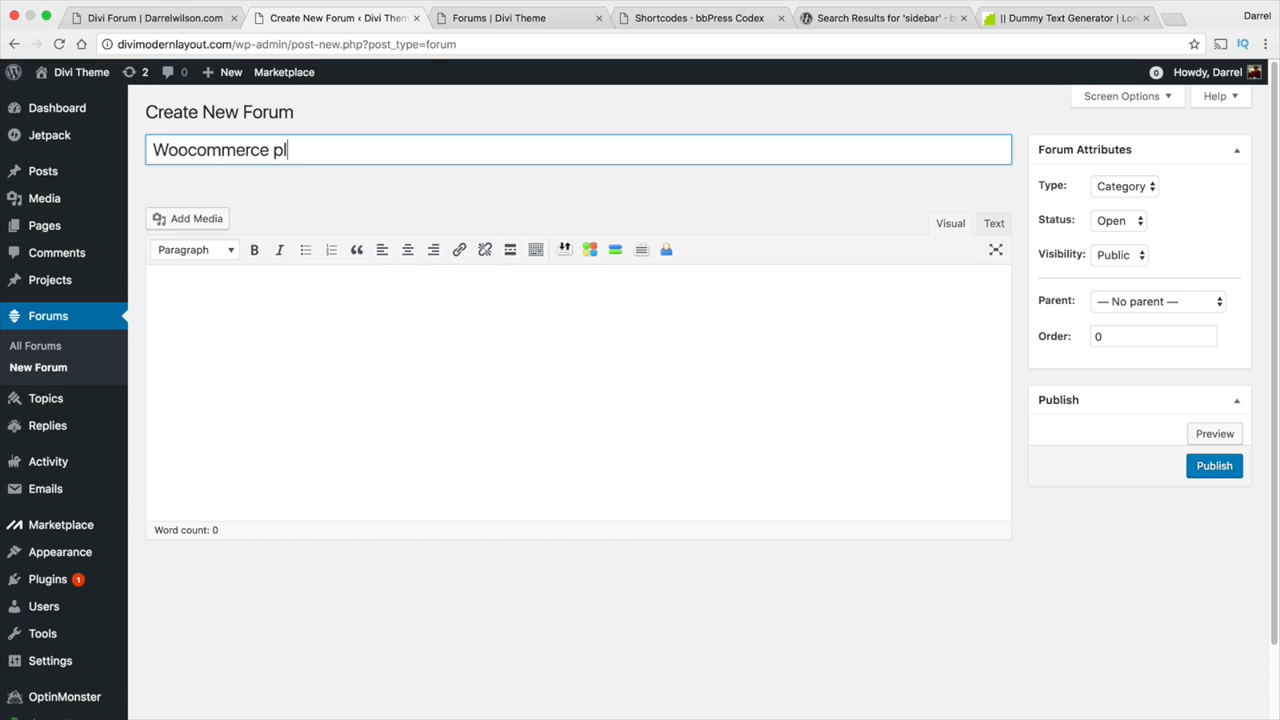 Divi Forum | Darrelwilson.com
Create New Forum ‹ Divi Them
Forums | Divi Theme
Shortcodes · bbPress Codex
Search Results for 'sidebar' · b
|| Dummy Text Generator | Lor
Darrel
divimodernlayout.com/wp-admin/post-new.php?post_type=forum
IQ
Divi Theme
2
0
New
Marketplace
0
Howdy, Darrel
Screen Options
Help
Dashboard
Jetpack
Posts
Media
Pages
Comments
Projects
Forums
All Forums
New Forum
Topics
Replies
Activity
Emails
Marketplace
Appearance
Plugins 1
Users
Tools
Settings
OptinMonster
Create New Forum
Woocommerce pl
Add Media
Visual
Text
Paragraph
B
I
Word count: 0
Forum Attributes
Type: Category
Status: Open
Visibility: Public
Parent: — No parent —
Order: 0
Publish
Preview
Publish